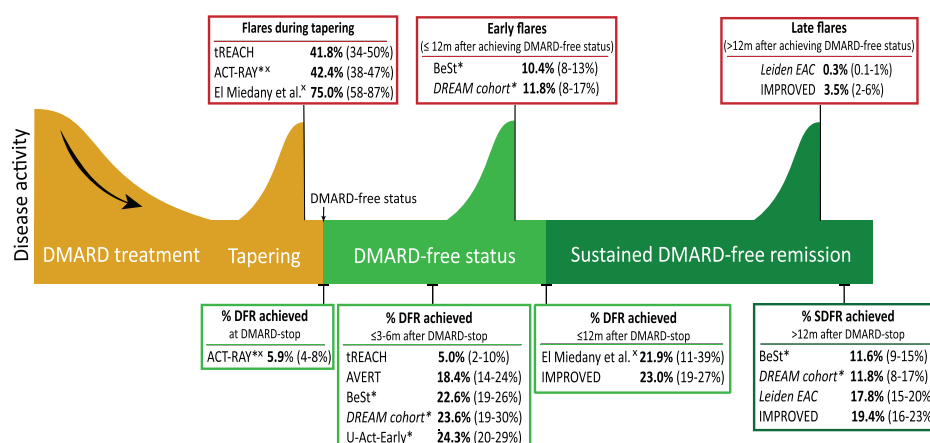 Flares during tapering
tREACH 41.8% (34-50%)
ACT-RAY*ˣ 42.4% (38-47%)
El Miedany et al.ˣ 75.0% (58-87%)
Early flares
(≤ 12m after achieving DMARD-free status)
BeSt* 10.4% (8-13%)
DREAM cohort* 11.8% (8-17%)
Late flares
(>12m after achieving DMARD-free status)
Leiden EAC 0.3% (0.1-1%)
IMPROVED 3.5% (2-6%)
Disease activity
DMARD-free status
DMARD treatment
Tapering
DMARD-free status
Sustained DMARD-free remission
% DFR achieved
at DMARD-stop
ACT-RAY*ˣ 5.9% (4-8%)
% DFR achieved
≤3-6m after DMARD-stop
tREACH 5.0% (2-10%)
AVERT 18.4% (14-24%)
BeSt* 22.6% (19-26%)
DREAM cohort* 23.6% (19-30%)
U-Act-Early* 24.3% (20-29%)
% DFR achieved
≤12m after DMARD-stop
El Miedany et al.ˣ 21.9% (11-39%)
IMPROVED 23.0% (19-27%)
% SDFR achieved
>12m after DMARD-stop
BeSt* 11.6% (9-15%)
DREAM cohort* 11.8% (8-17%)
Leiden EAC 17.8% (15-20%
IMPROVED 19.4% (16-23%